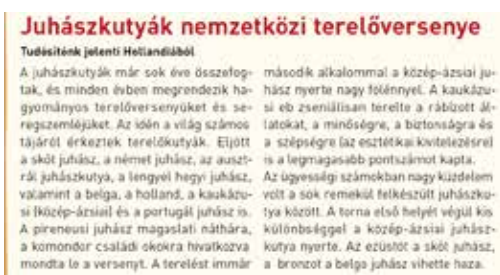 Juhászkutyák nemzetközi terelőversenye
Tudósítónk jelenti Hollandiából
A juhászkutyák már sok éve összefog-
tak, és minden évben megrendezik ha-
gyományos terelőversenyüket és se-
regszemléjüket. Az idén a világ számos
tájáról érkeztek terelőkutyák. Eljött
a skót juhász, a német juhász, az auszt-
rál juhászkutya, a lengyel hegyi juhász,
valamint a belga, a holland, a kaukázu-
si (közép-ázsiai) és a portugál juhász is.
A pireneusi juhász magaslati náthára,
a komondor családi okokra hivatkozva
mondta le a versenyt. A terelést immár
második alkalommal a közép-ázsiai ju-
hász nyerte nagy fölénnyel. A kaukázu-
si eb zseniálisan terelte a rábízott ál-
latokat, a minőségre, a biztonságra és
a szépségre (az esztétikai kivitelezésre)
is a legmagasabb pontszámot kapta.
Az ügyességi számokban nagy küzdelem
volt a sok remekül felkészült juhászku-
tya között. A torna első helyét végül kis
különbséggel a közép-ázsiai juhász-
kutya nyerte. Az ezüstöt a skót juhász,
a bronzot a belga juhász vihette haza.